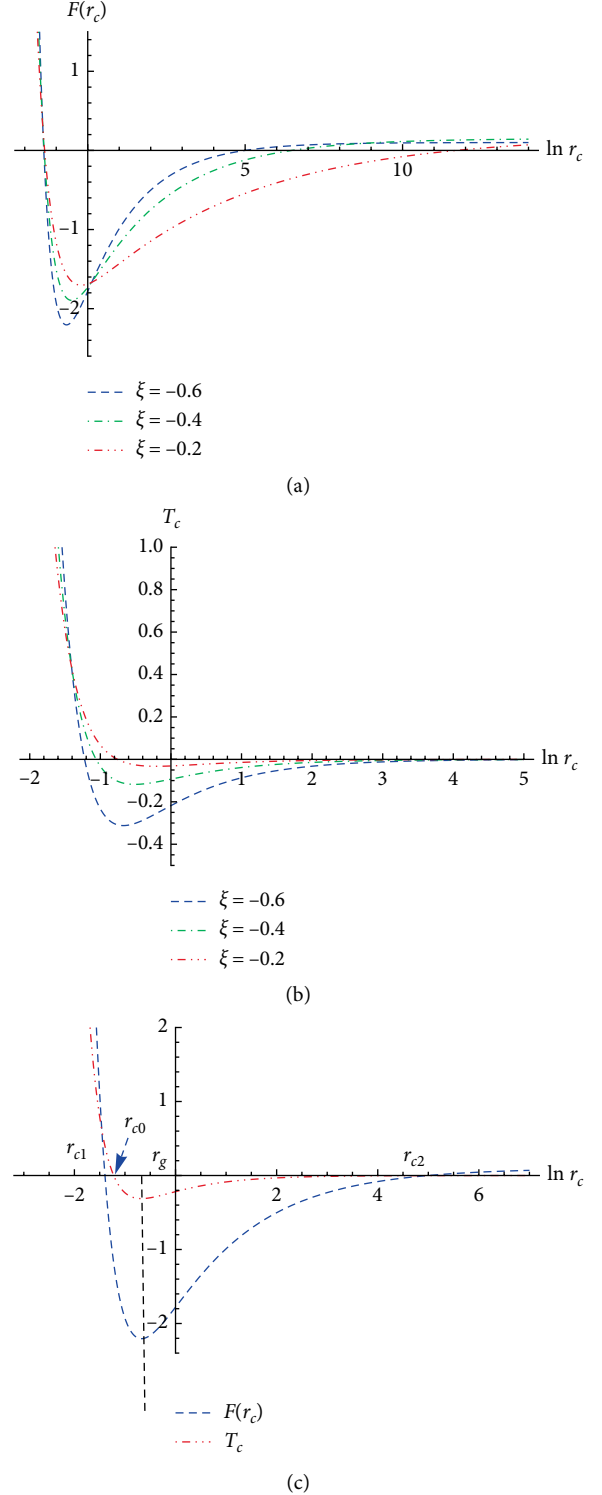 F(r_c)
1
5
10
ln r_c
−1
−2
ξ = −0.6
ξ = −0.4
ξ = −0.2
(a)
T_c
1.0
0.8
0.6
0.4
0.2
ln r_c
−2
−1
1
2
3
4
5
−0.2
−0.4
ξ = −0.6
ξ = −0.4
ξ = −0.2
(b)
2
1
r_c0
r_c1
r_g
r_c2
ln r_c
−2
2
4
6
−1
−2
F(r_c)
T_c
(c)